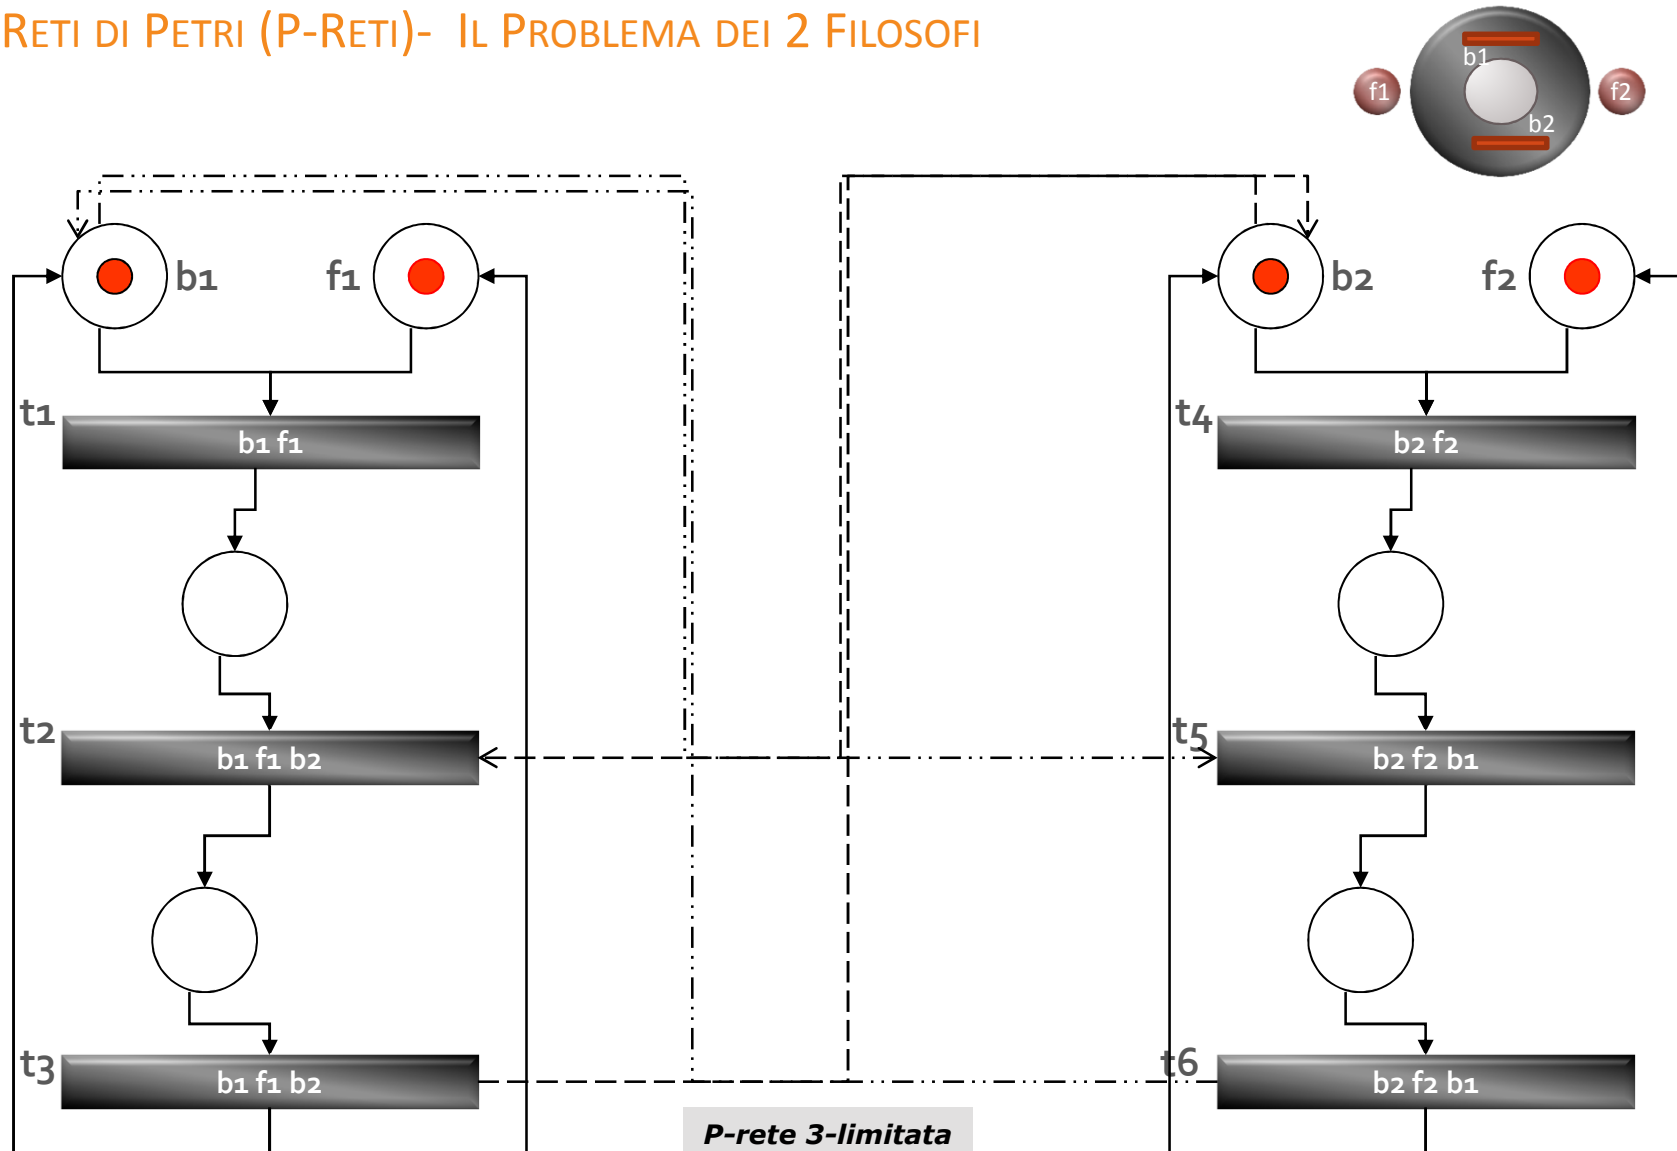 RETI DI PETRI (P-RETI)- IL PROBLEMA DEI 2 FILOSOFI
b1
f1
f2
b2
b1
f1
b2
f2
t1
b1 f1
t4
b2 f2
t2
b1 f1 b2
t5
b2 f2 b1
t3
b1 f1 b2
t6
b2 f2 b1
P-rete 3-limitata